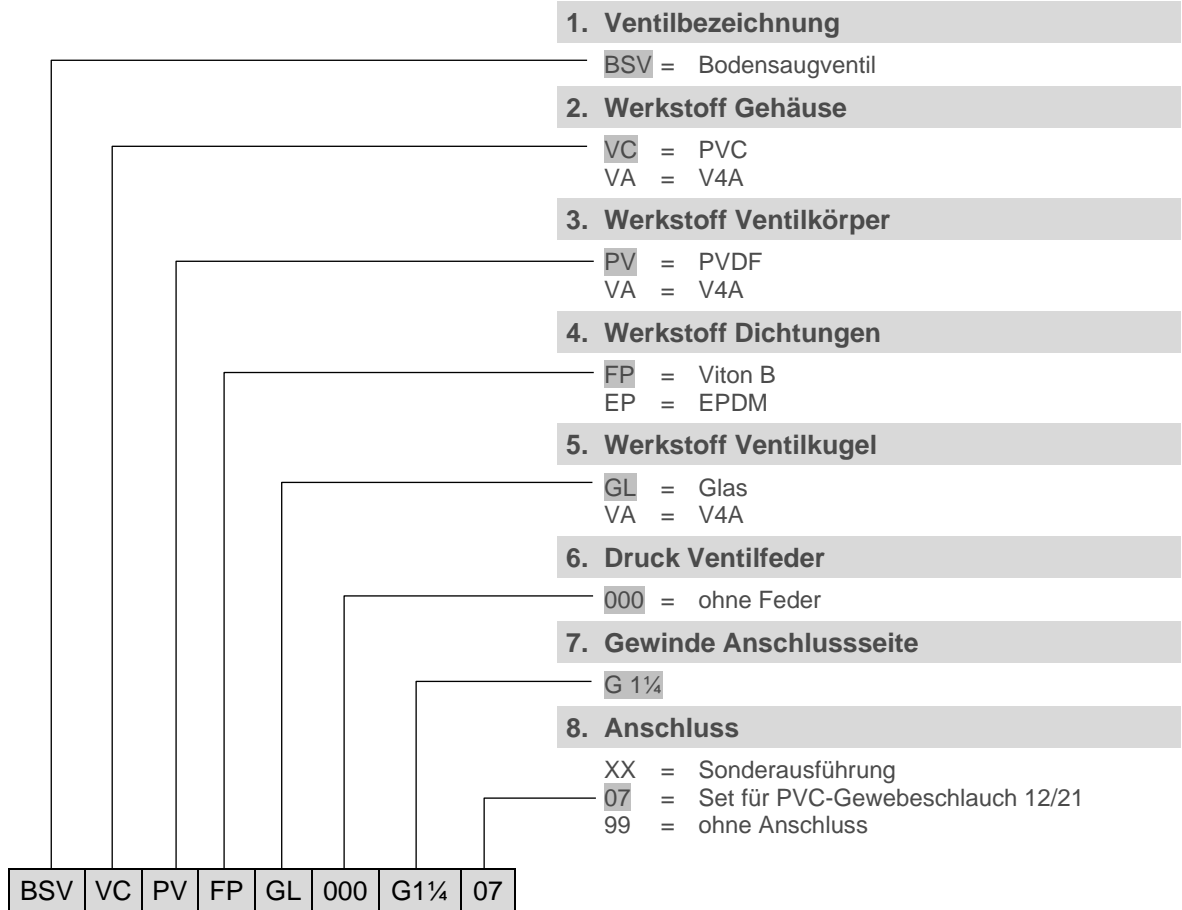 1. Ventilbezeichnung
BSV = Bodensaugventil
2. Werkstoff Gehäuse
VC = PVC
VA = V4A
3. Werkstoff Ventilkörper
PV = PVDF
VA = V4A
4. Werkstoff Dichtungen
FP = Viton B
EP = EPDM
5. Werkstoff Ventilkugel
GL = Glas
VA = V4A
6. Druck Ventilfeder
000 = ohne Feder
7. Gewinde Anschlussseite
G 1¼
8. Anschluss
XX = Sonderausführung
07 = Set für PVC-Gewebeschlauch 12/21
99 = ohne Anschluss
BSV VC PV FP GL 000 G1¼ 07